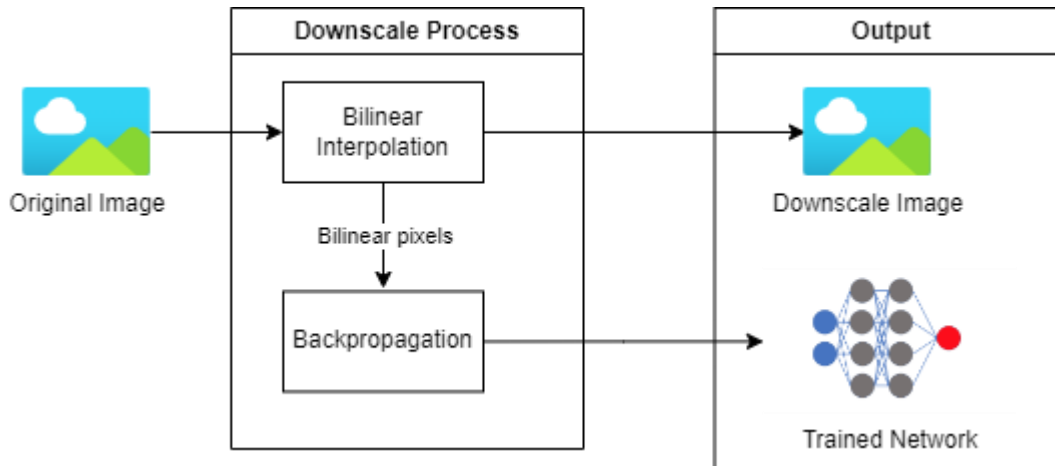 Downscale Process
Output
Original Image
Bilinear
Interpolation
Downscale Image
Bilinear pixels
Backpropagation
Trained Network